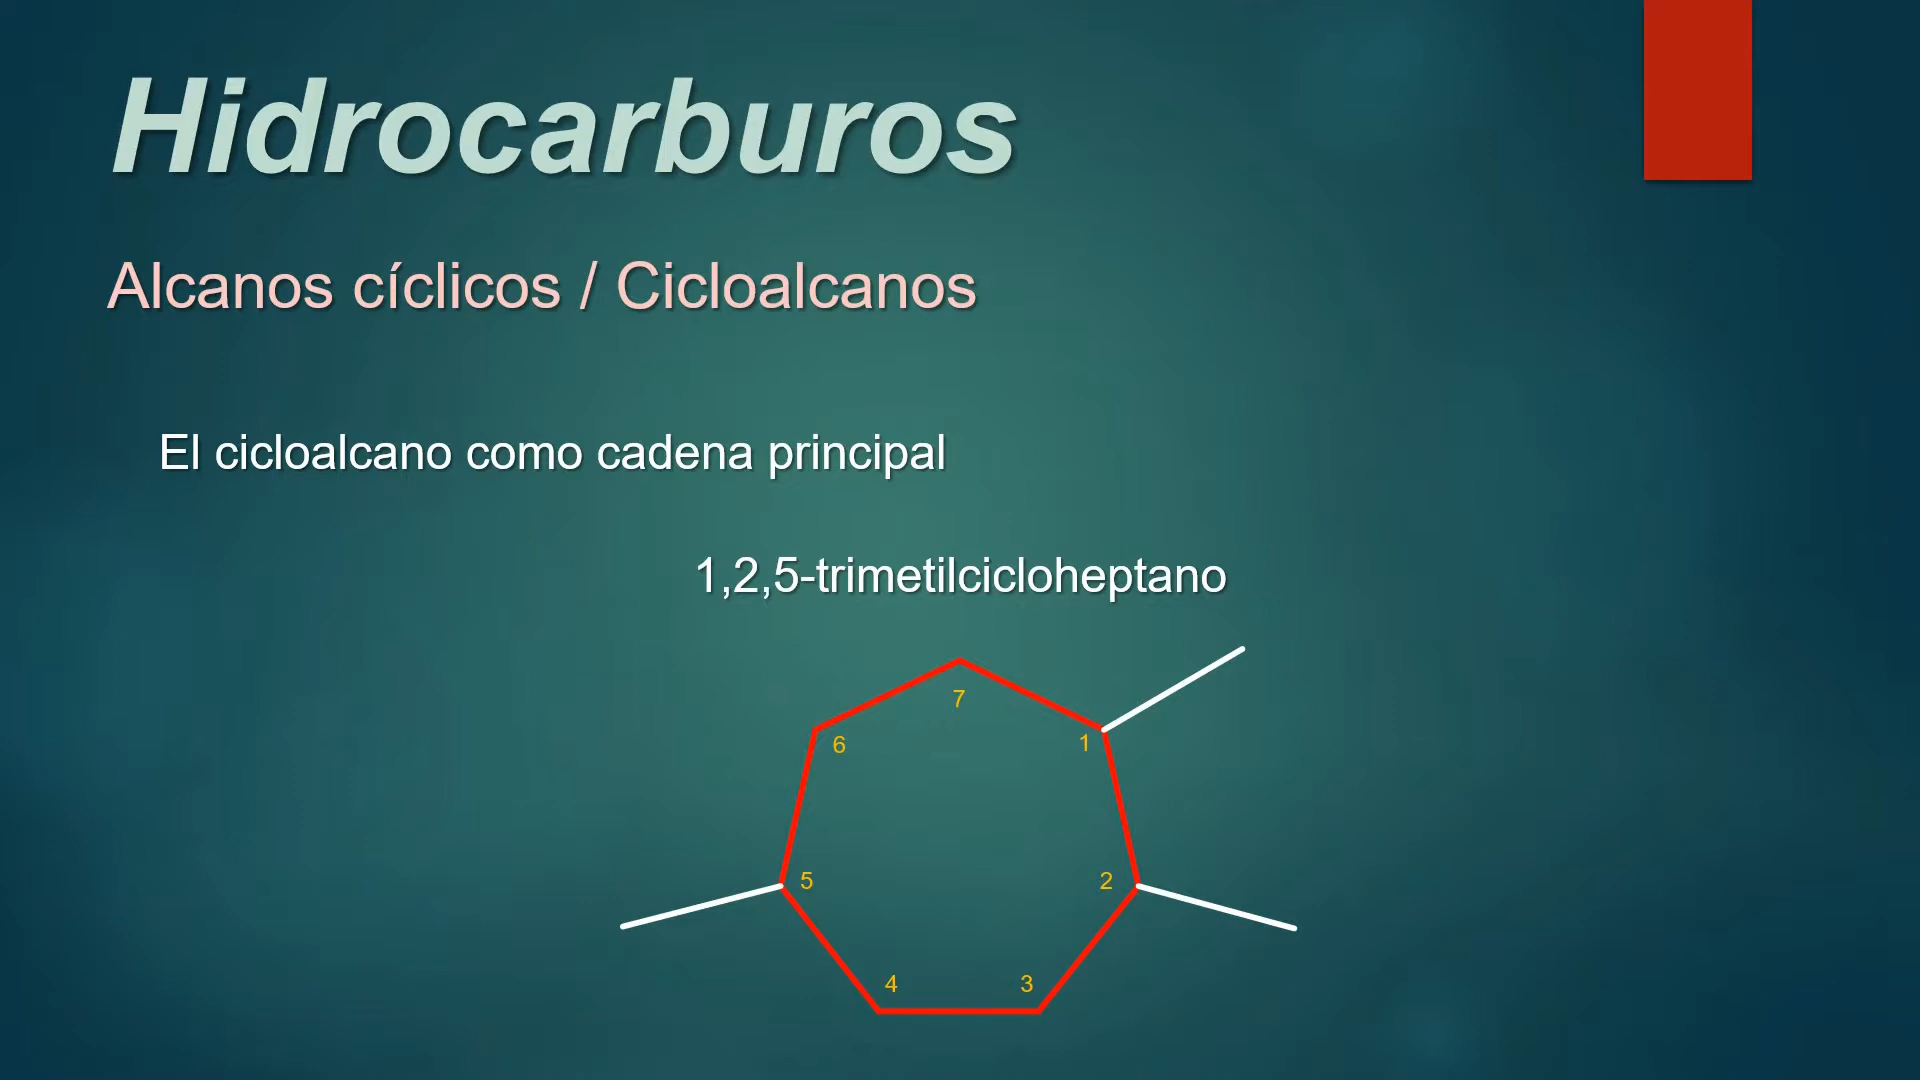 Hidrocarburos
Alcanos cíclicos / Cicloalcanos
El cicloalcano como cadena principal
1,2,5-trimetilcicloheptano
7
6
1
5
2
4
3